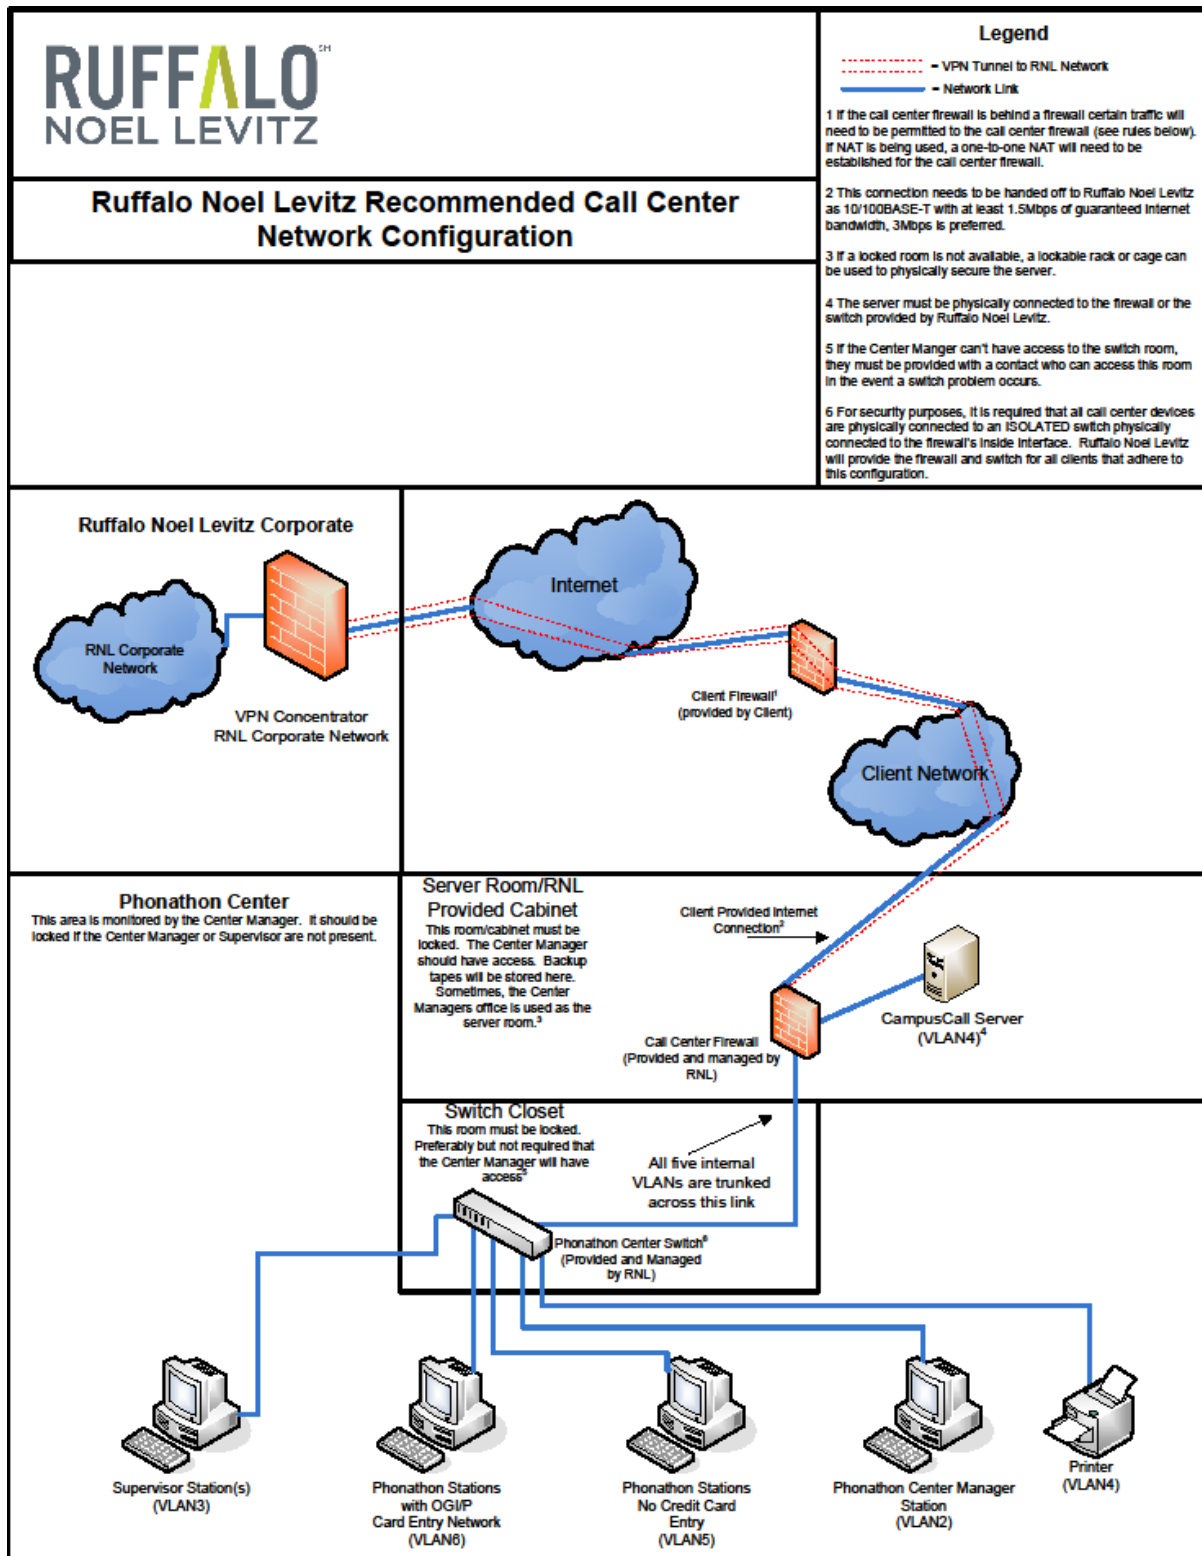 RUFFALO SM
NOEL LEVITZ
Ruffalo Noel Levitz Recommended Call Center
Network Configuration
Legend
= VPN Tunnel to RNL Network
= Network Link
1 If the call center firewall is behind a firewall certain traffic will
need to be permitted to the call center firewall (see rules below).
If NAT is being used, a one-to-one NAT will need to be
established for the call center firewall.
2 This connection needs to be handed off to Ruffalo Noel Levitz
as 10/100BASE-T with at least 1.5Mbps of guaranteed Internet
bandwidth, 3Mbps is preferred.
3 If a locked room is not available, a lockable rack or cage can
be used to physically secure the server.
4 The server must be physically connected to the firewall or the
switch provided by Ruffalo Noel Levitz.
5 If the Center Manger can't have access to the switch room,
they must be provided with a contact who can access this room
in the event a switch problem occurs.
6 For security purposes, it is required that all call center devices
are physically connected to an ISOLATED switch physically
connected to the firewall's inside interface.  Ruffalo Noel Levitz
will provide the firewall and switch for all clients that adhere to
this configuration.
Ruffalo Noel Levitz Corporate
RNL Corporate
Network
VPN Concentrator
RNL Corporate Network
Internet
Client Firewall1
(provided by Client)
Client Network
Phonathon Center
This area is monitored by the Center Manager.  It should be
locked if the Center Manager or Supervisor are not present.
Server Room/RNL
Provided Cabinet
This room/cabinet must be
locked.  The Center Manager
should have access.  Backup
tapes will be stored here.
Sometimes, the Center
Managers office is used as the
server room.3
Client Provided Internet
Connection2
Call Center Firewall
(Provided and managed by
RNL)
CampusCall Server
(VLAN4)4
Switch Closet
This room must be locked.
Preferably but not required that
the Center Manager will have
access5
All five internal
VLANs are trunked
across this link
Phonathon Center Switch6
(Provided and Managed
by RNL)
Supervisor Station(s)
(VLAN3)
Phonathon Stations
with OGI/P
Card Entry Network
(VLAN6)
Phonathon Stations
No Credit Card
Entry
(VLAN5)
Phonathon Center Manager
Station
(VLAN2)
Printer
(VLAN4)